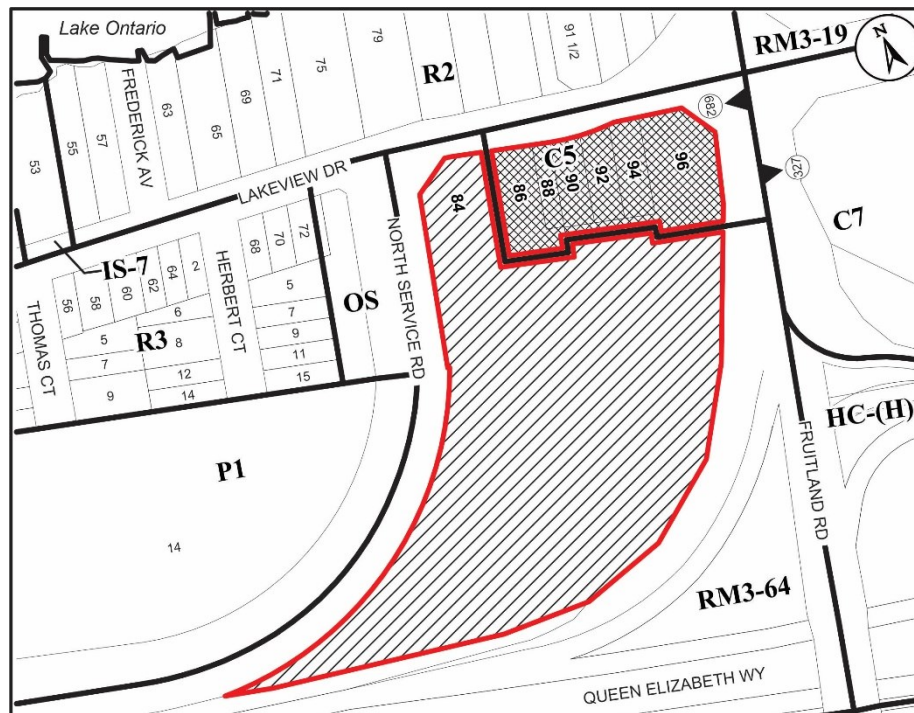 Lake Ontario
RM3-19
N
79
91 1/2
75
R2
71
69
FREDERICK AV
63
65
682
57
55
53
LAKEVIEW DR
C5
96
94
92
90
88
86
84
327
C7
72
70
68
NORTH SERVICE RD
IS-7
2
64
62
60
58
56
HERBERT CT
5
OS
THOMAS CT
R3
6
7
5
8
9
7
11
12
15
9
14
HC-(H)
FRUITLAND RD
P1
14
RM3-64
QUEEN ELIZABETH WY